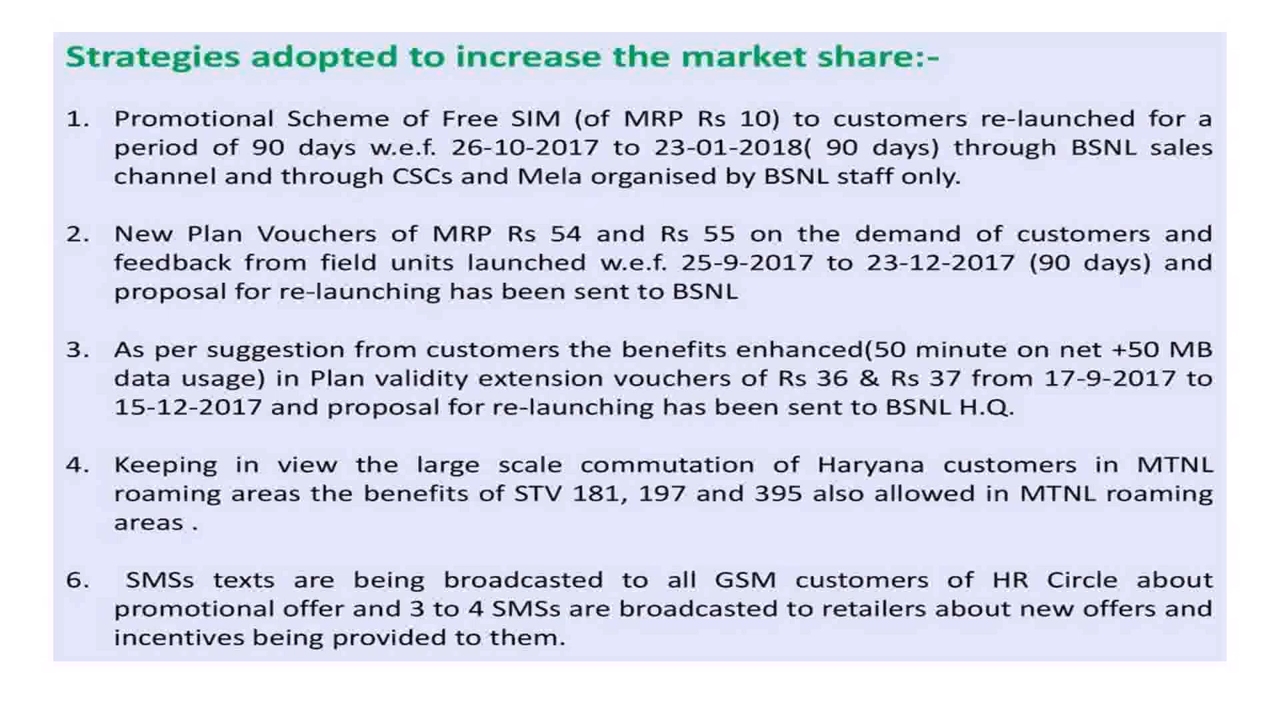 Strategies adopted to increase the market share:-
1. Promotional Scheme of Free SIM (of MRP Rs 10) to customers re-launched for a
period of 90 days w.e.f. 26-10-2017 to 23-01-2018( 90 days) through BSNL sales
channel and through CSCs and Mela organised by BSNL staff only.
2. New Plan Vouchers of MRP Rs 54 and Rs 55 on the demand of customers and
feedback from field units launched w.e.f. 25-9-2017 to 23-12-2017 (90 days) and
proposal for re-launching has been sent to BSNL
3. As per suggestion from customers the benefits enhanced(50 minute on net +50 MB
data usage) in Plan validity extension vouchers of Rs 36 & Rs 37 from 17-9-2017 to
15-12-2017 and proposal for re-launching has been sent to BSNL H.Q.
4. Keeping in view the large scale commutation of Haryana customers in MTNL
roaming areas the benefits of STV 181, 197 and 395 also allowed in MTNL roaming
areas .
6. SMSs texts are being broadcasted to all GSM customers of HR Circle about
promotional offer and 3 to 4 SMSs are broadcasted to retailers about new offers and
incentives being provided to them.